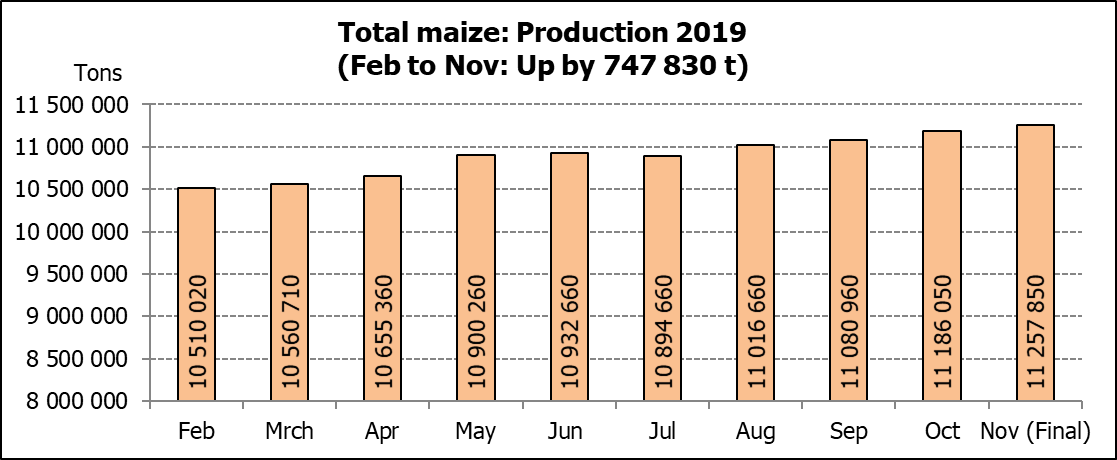 Total maize: Production 2019
(Feb to Nov: Up by 747 830 t)
Tons
11 500 000
11 000 000
10 500 000
10 000 000
9 500 000
9 000 000
8 500 000
8 000 000
10 510 020
10 560 710
10 655 360
10 900 260
10 932 660
10 894 660
11 016 660
11 080 960
11 186 050
11 257 850
Feb Mrch Apr May Jun Jul Aug Sep Oct Nov (Final)